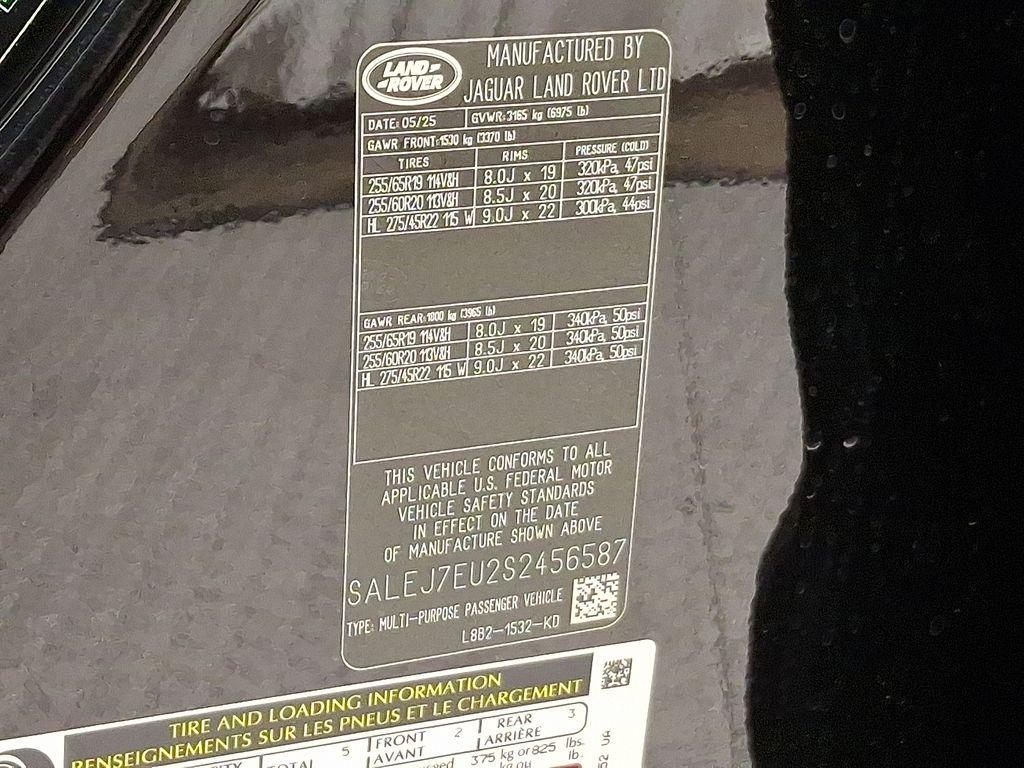 LAND-
-ROVER
MANUFACTURED BY
JAGUAR LAND ROVER LTD
DATE: 05/25 GVWR:3165 kg (6975 lb)
GAWR FRONT:1530 kg (3370 lb)
TIRES RIMS PRESSURE (COLD)
255/65R19 114V&H 8.0J x 19 320kPa, 47psi
255/60R20 113V&H 8.5J x 20 320kPa, 47psi
HL 275/45R22 115 W 9.0J x 22 300kPa, 44psi
GAWR REAR:1800 kg (3965 lb)
255/65R19 114V&H 8.0J x 19 340kPa, 50psi
255/60R20 113V&H 8.5J x 20 340kPa, 50psi
HL 275/45R22 115 W 9.0J x 22 340kPa, 50psi
THIS VEHICLE CONFORMS TO ALL
APPLICABLE U.S. FEDERAL MOTOR
VEHICLE SAFETY STANDARDS
IN EFFECT ON THE DATE
OF MANUFACTURE SHOWN ABOVE
SALEJ7EU2S2456587
TYPE: MULTI-PURPOSE PASSENGER VEHICLE
L8B2-1532-KD
TIRE AND LOADING INFORMATION
RENSEIGNEMENTS SUR LES PNEUS ET LE CHARGEMENT
TOTAL 5 FRONT 2 REAR 3
AVANT ARRIÈRE
375 kg or 825 lbs.
kg ou lb.